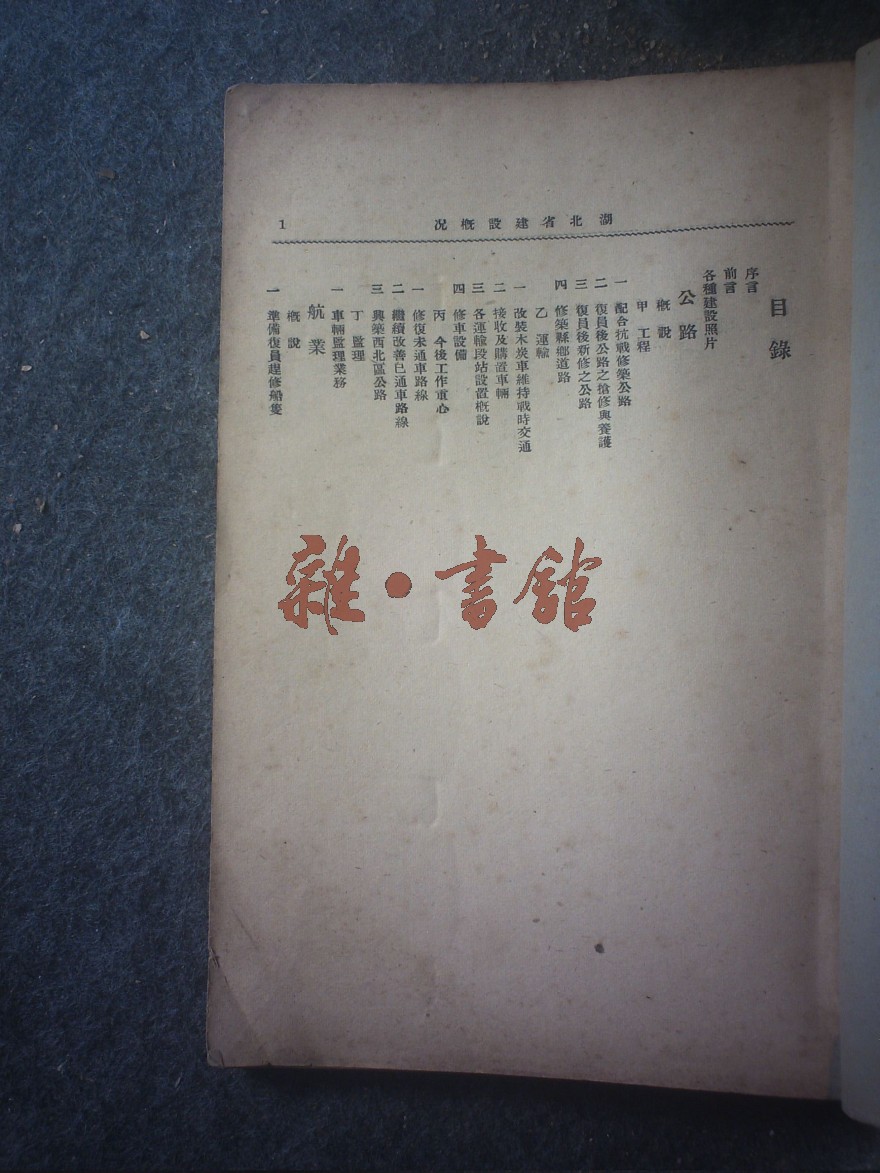 湖北省建設概况
1
目錄
序言
前言
各種建設照片
公路
概說
甲 工程
一 配合抗戰修築公路
二 復員後公路之搶修與養護
三 復員後新修之公路
四 修築縣鄉道路
乙 運輸
一 改裝木炭車維持戰時交通
二 接收及購置車輛
三 各運輸段站設置概說
四 修車設備
丙 今後工作重心
一 修復未通車路線
二 繼續改善已通車路線
三 興築西北區公路
丁 監理
一 車輛監理業務
航業
概說
一 準備復員趕修船隻
雜·書館